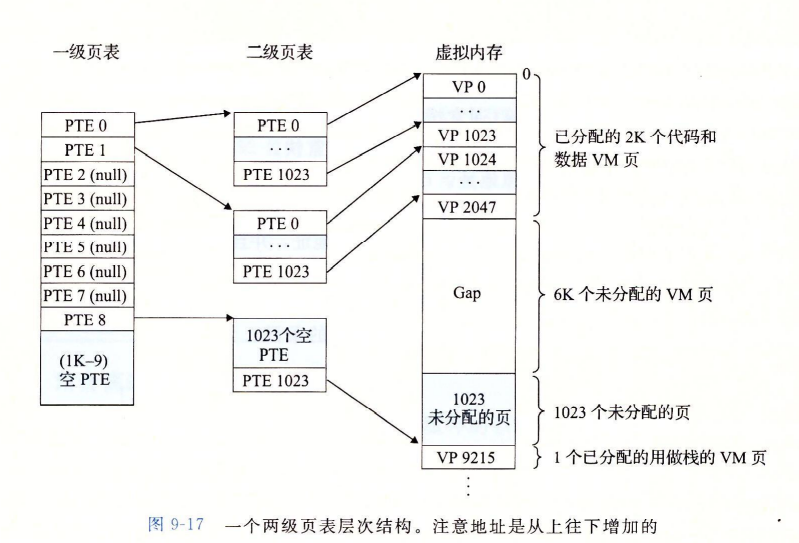 一级页表
二级页表
虚拟内存
PTE 0
PTE 1
PTE 2 (null)
PTE 3 (null)
PTE 4 (null)
PTE 5 (null)
PTE 6 (null)
PTE 7 (null)
PTE 8
(1K–9)
空 PTE
PTE 0
...
PTE 1023
PTE 0
...
PTE 1023
1023个空
PTE
PTE 1023
0
VP 0
...
VP 1023
VP 1024
...
VP 2047
Gap
1023
未分配的页
VP 9215
已分配的 2K 个代码和
数据 VM 页
6K 个未分配的 VM 页
1023 个未分配的页
1 个已分配的用做栈的 VM 页
图 9-17 一个两级页表层次结构。注意地址是从上往下增加的